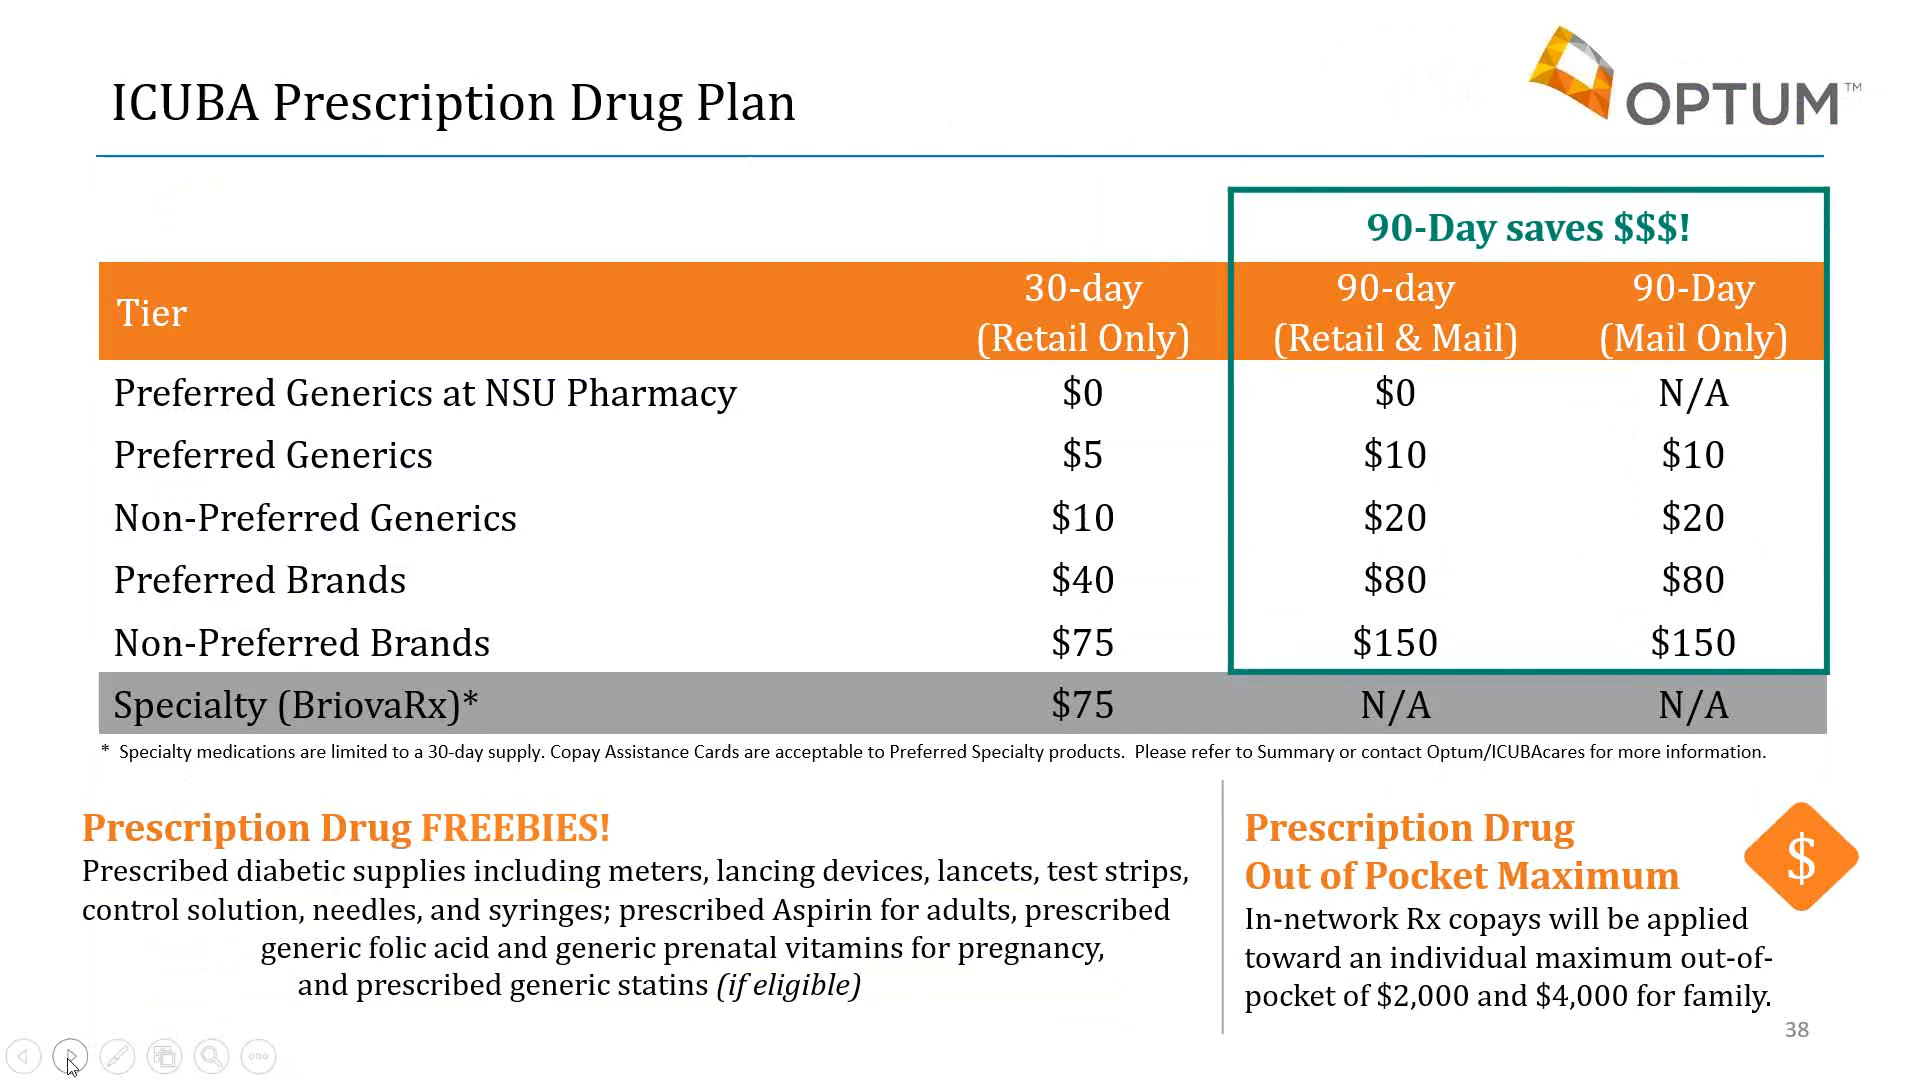 ICUBA Prescription Drug Plan
OPTUM™
90-Day saves $$$!
Tier
30-day
(Retail Only)
90-day
(Retail & Mail)
90-Day
(Mail Only)
Preferred Generics at NSU Pharmacy $0 $0 N/A
Preferred Generics $5 $10 $10
Non-Preferred Generics $10 $20 $20
Preferred Brands $40 $80 $80
Non-Preferred Brands $75 $150 $150
Specialty (BriovaRx)* $75 N/A N/A
* Specialty medications are limited to a 30-day supply. Copay Assistance Cards are acceptable to Preferred Specialty products. Please refer to Summary or contact Optum/ICUBAcares for more information.
Prescription Drug FREEBIES!
Prescribed diabetic supplies including meters, lancing devices, lancets, test strips,
control solution, needles, and syringes; prescribed Aspirin for adults, prescribed
generic folic acid and generic prenatal vitamins for pregnancy,
and prescribed generic statins (if eligible)
Prescription Drug
Out of Pocket Maximum
$
In-network Rx copays will be applied
toward an individual maximum out-of-
pocket of $2,000 and $4,000 for family.
38